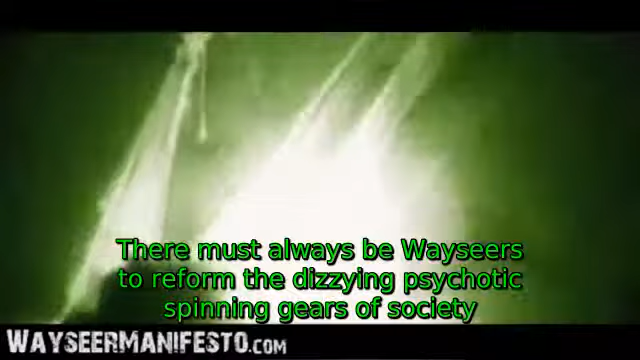 There must always be Wayseers
to reform the dizzying psychotic
spinning gears of society
WAYSEERMANIFESTO.COM